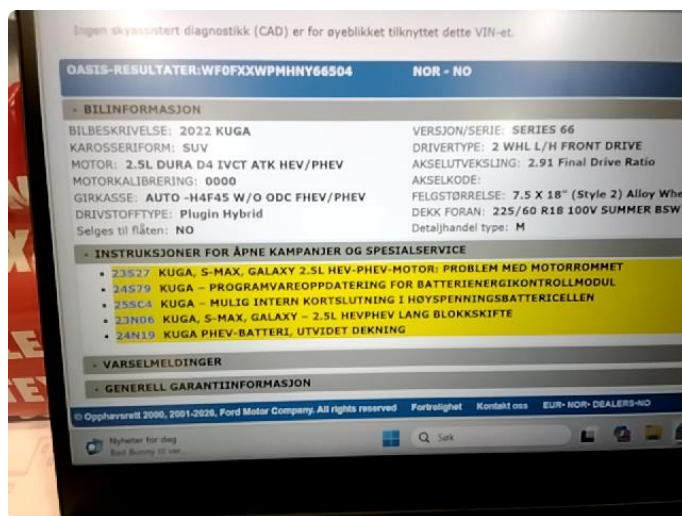 Ingen skyassistert diagnostikk (CAD) er for øyeblikket tilknyttet dette VIN-et.
OASIS-RESULTATER:WF0FXXWPMHNY66504 NOR - NO
- BILINFORMASJON
BILBESKRIVELSE: 2022 KUGA VERSJON/SERIE: SERIES 66
KAROSSERIFORM: SUV DRIVERTYPE: 2 WHL L/H FRONT DRIVE
MOTOR: 2.5L DURA D4 IVCT ATK HEV/PHEV AKSELUTVEKSLING: 2.91 Final Drive Ratio
MOTORKALIBRERING: 0000 AKSELKODE:
GIRKASSE: AUTO -H4F45 W/O ODC FHEV/PHEV FELGSTØRRELSE: 7.5 X 18" (Style 2) Alloy Whe
DRIVSTOFFTYPE: Plugin Hybrid DEKK FORAN: 225/60 R18 100V SUMMER BSW
Selges til flåten: NO Detaljhandel type: M
- INSTRUKSJONER FOR ÅPNE KAMPANJER OG SPESIALSERVICE
• 23S27 KUGA, S-MAX, GALAXY 2.5L HEV-PHEV-MOTOR: PROBLEM MED MOTORROMMET
• 24S79 KUGA – PROGRAMVAREOPPDATERING FOR BATTERIENERGIKONTROLLMODUL
• 25SC4 KUGA – MULIG INTERN KORTSLUTNING I HØYSPENNINGSBATTERICELLEN
• 23N06 KUGA, S-MAX, GALAXY – 2.5L HEVPHEV LANG BLOKKSKIFTE
• 24N19 KUGA PHEV-BATTERI, UTVIDET DEKNING
- VARSELMELDINGER
- GENERELL GARANTIINFORMASJON
© Opphavsrett 2000, 2001-2026, Ford Motor Company. All rights reserved Fortrolighet Kontakt oss EUR- NOR- DEALERS-NO
Nyheter for deg Søk
Bad Bunny til ver...